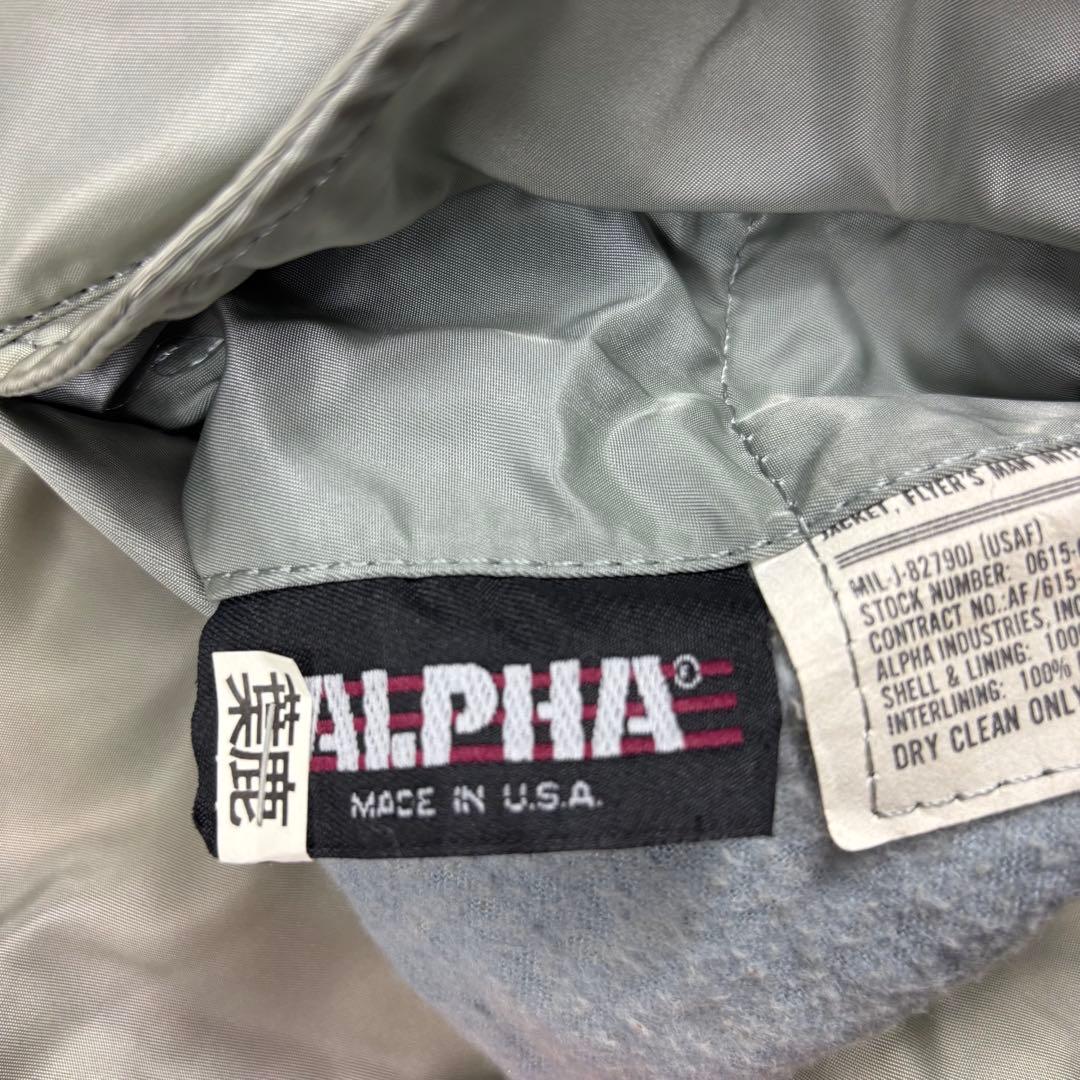 ALPHA®
MADE IN U.S.A.
葉鹿
JACKET, FLYER'S MAN
MIL-J-82790J (USAF)
STOCK NUMBER: 0615-
CONTRACT NO.:AF/615-
ALPHA INDUSTRIES, INC
SHELL & LINING: 100
INTERLINING: 100%
DRY CLEAN ONLY